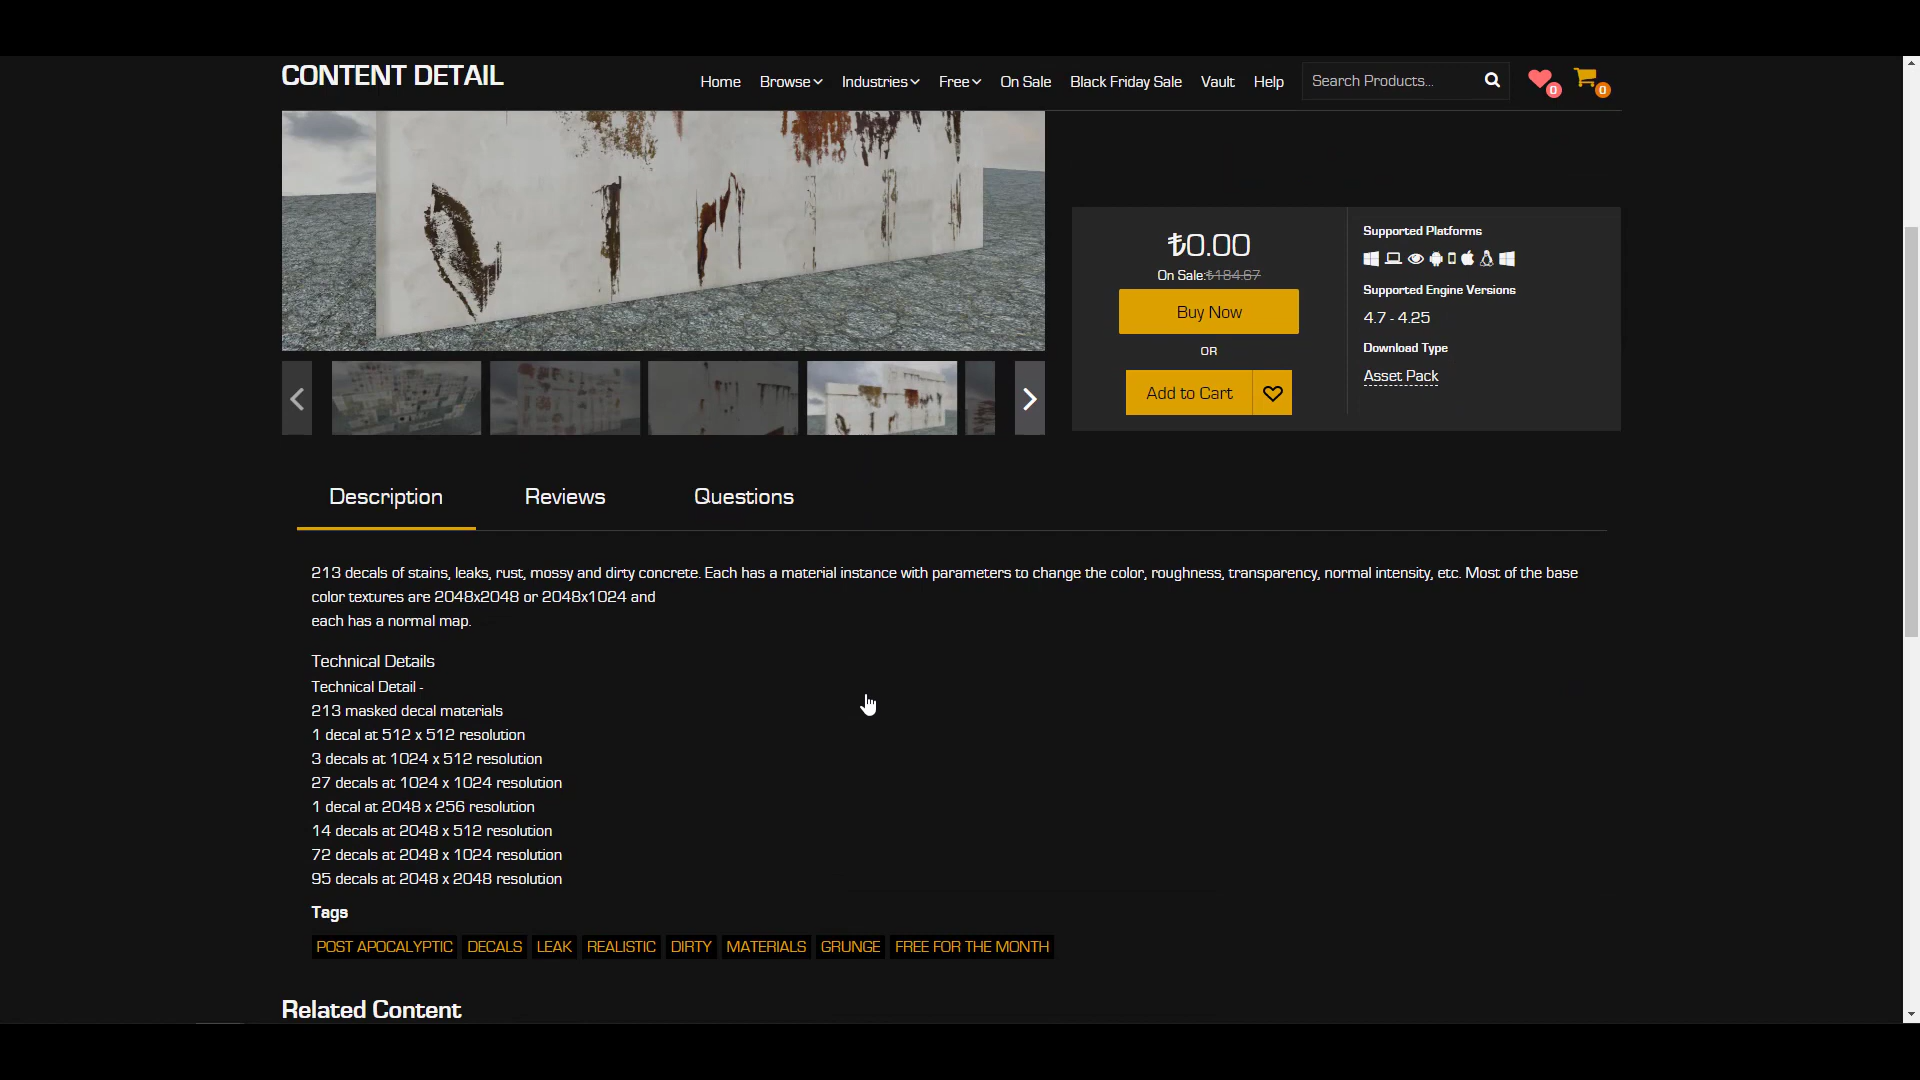 CONTENT DETAIL
Home Browse Industries Free On Sale Black Friday Sale Vault Help Search Products... 0 0
₺0.00
On Sale:₺184.67
Buy Now
OR
Add to Cart
Supported Platforms
Supported Engine Versions
4.7 - 4.25
Download Type
Asset Pack
Description Reviews Questions
213 decals of stains, leaks, rust, mossy and dirty concrete. Each has a material instance with parameters to change the color, roughness, transparency, normal intensity, etc. Most of the base
color textures are 2048x2048 or 2048x1024 and
each has a normal map.
Technical Details
Technical Detail -
213 masked decal materials
1 decal at 512 x 512 resolution
3 decals at 1024 x 512 resolution
27 decals at 1024 x 1024 resolution
1 decal at 2048 x 256 resolution
14 decals at 2048 x 512 resolution
72 decals at 2048 x 1024 resolution
95 decals at 2048 x 2048 resolution
Tags
POST APOCALYPTIC DECALS LEAK REALISTIC DIRTY MATERIALS GRUNGE FREE FOR THE MONTH
Related Content